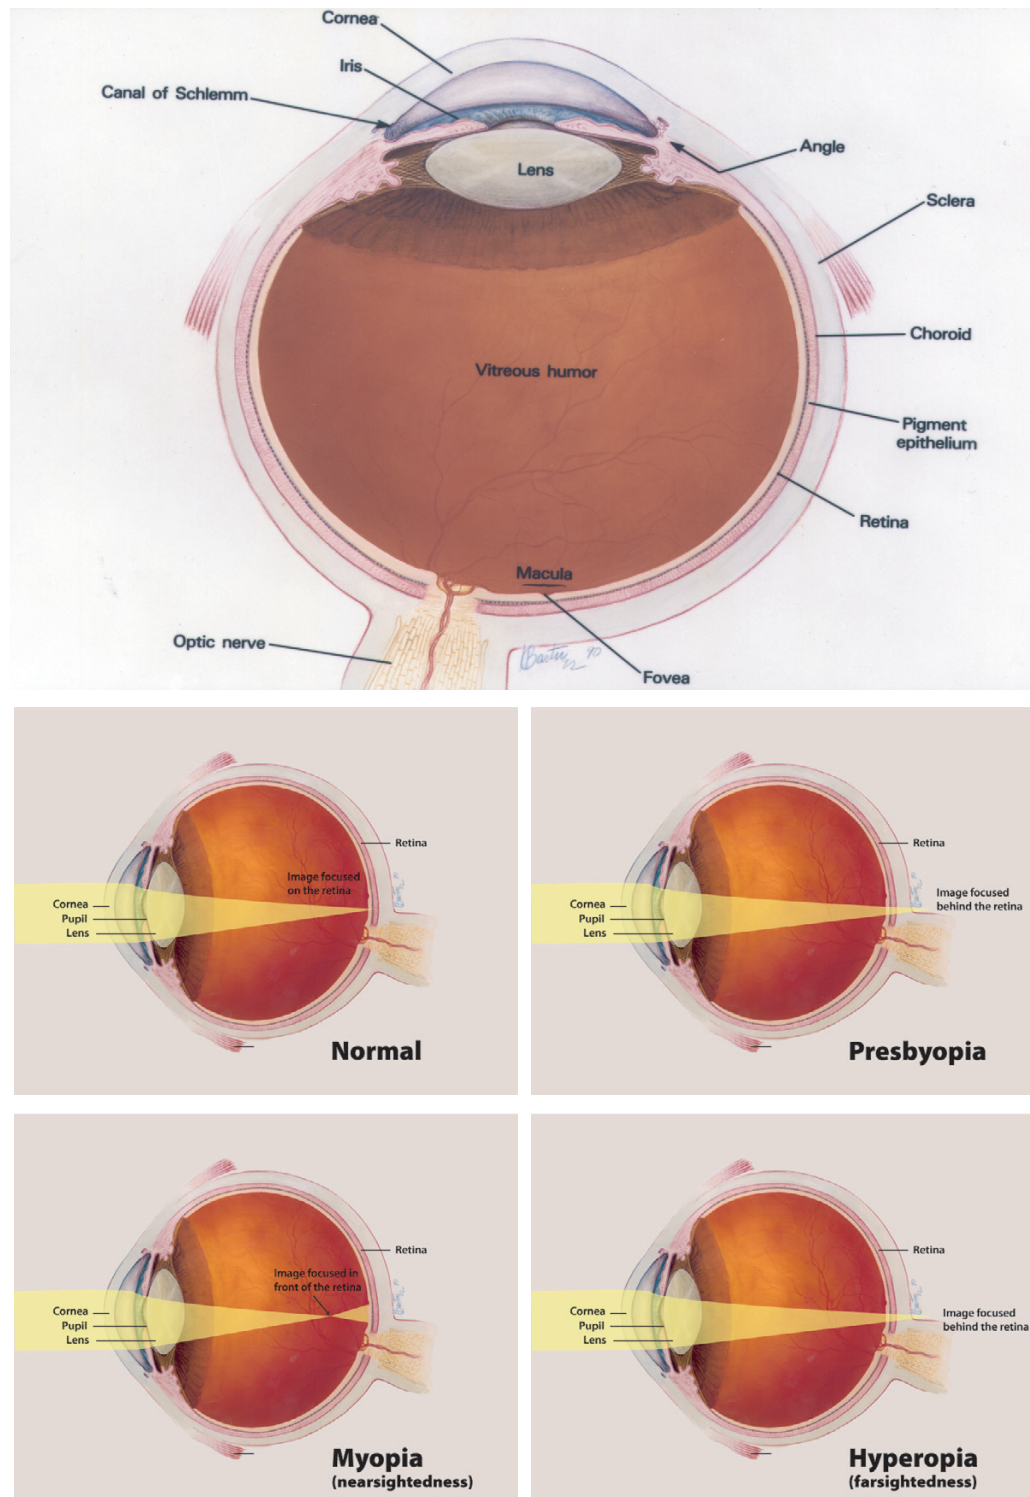 Cornea
Iris
Canal of Schlemm
Lens
Angle
Sclera
Choroid
Vitreous humor
Pigment
epithelium
Retina
Macula
Optic nerve
Fovea
Retina
Image focused
on the retina
Cornea
Pupil
Lens
Normal
Retina
Image focused
behind the retina
Cornea
Pupil
Lens
Presbyopia
Retina
Image focused in
front of the retina
Cornea
Pupil
Lens
Myopia
(nearsightedness)
Retina
Image focused
behind the retina
Cornea
Pupil
Lens
Hyperopia
(farsightedness)